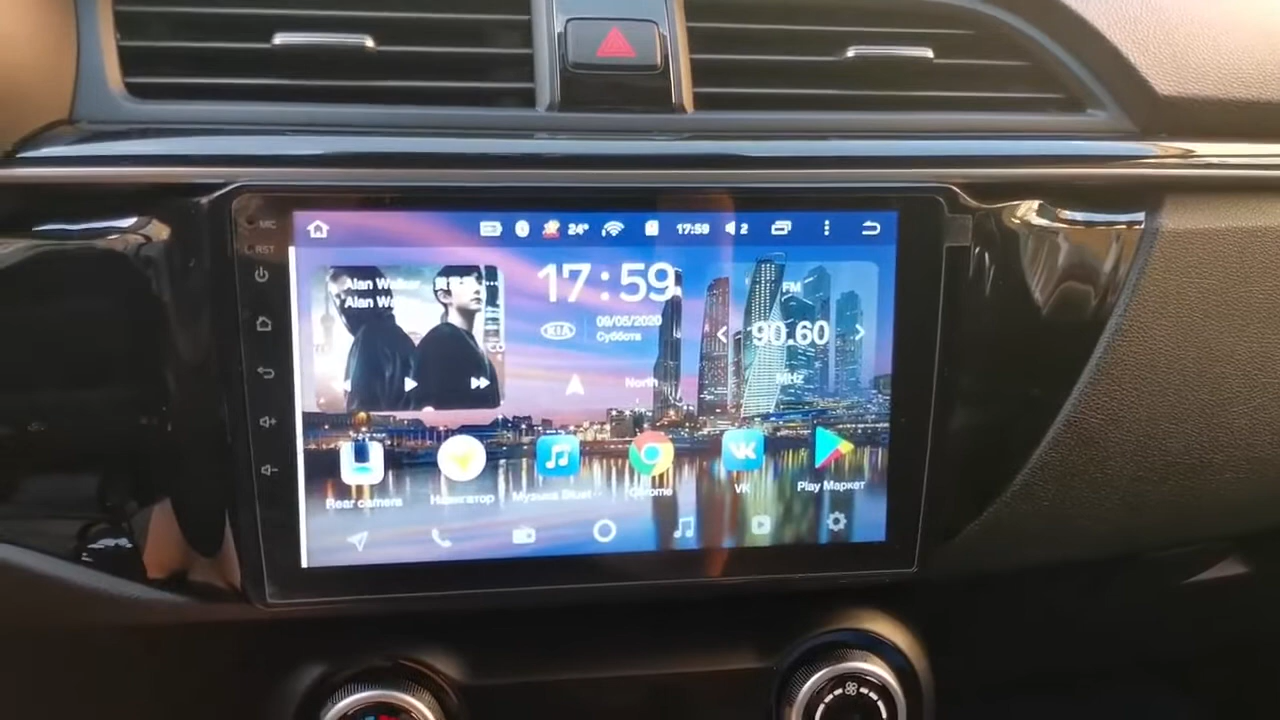 MIC
RST
24°
17:59
2
Alan Walker
Alan Wa
17:59
KIA
09/05/2020
Суббота
North
FM
90.60
MHz
Rear camera
Навигатор
Музыка Bluet..
Chrome
VK
Play Маркет